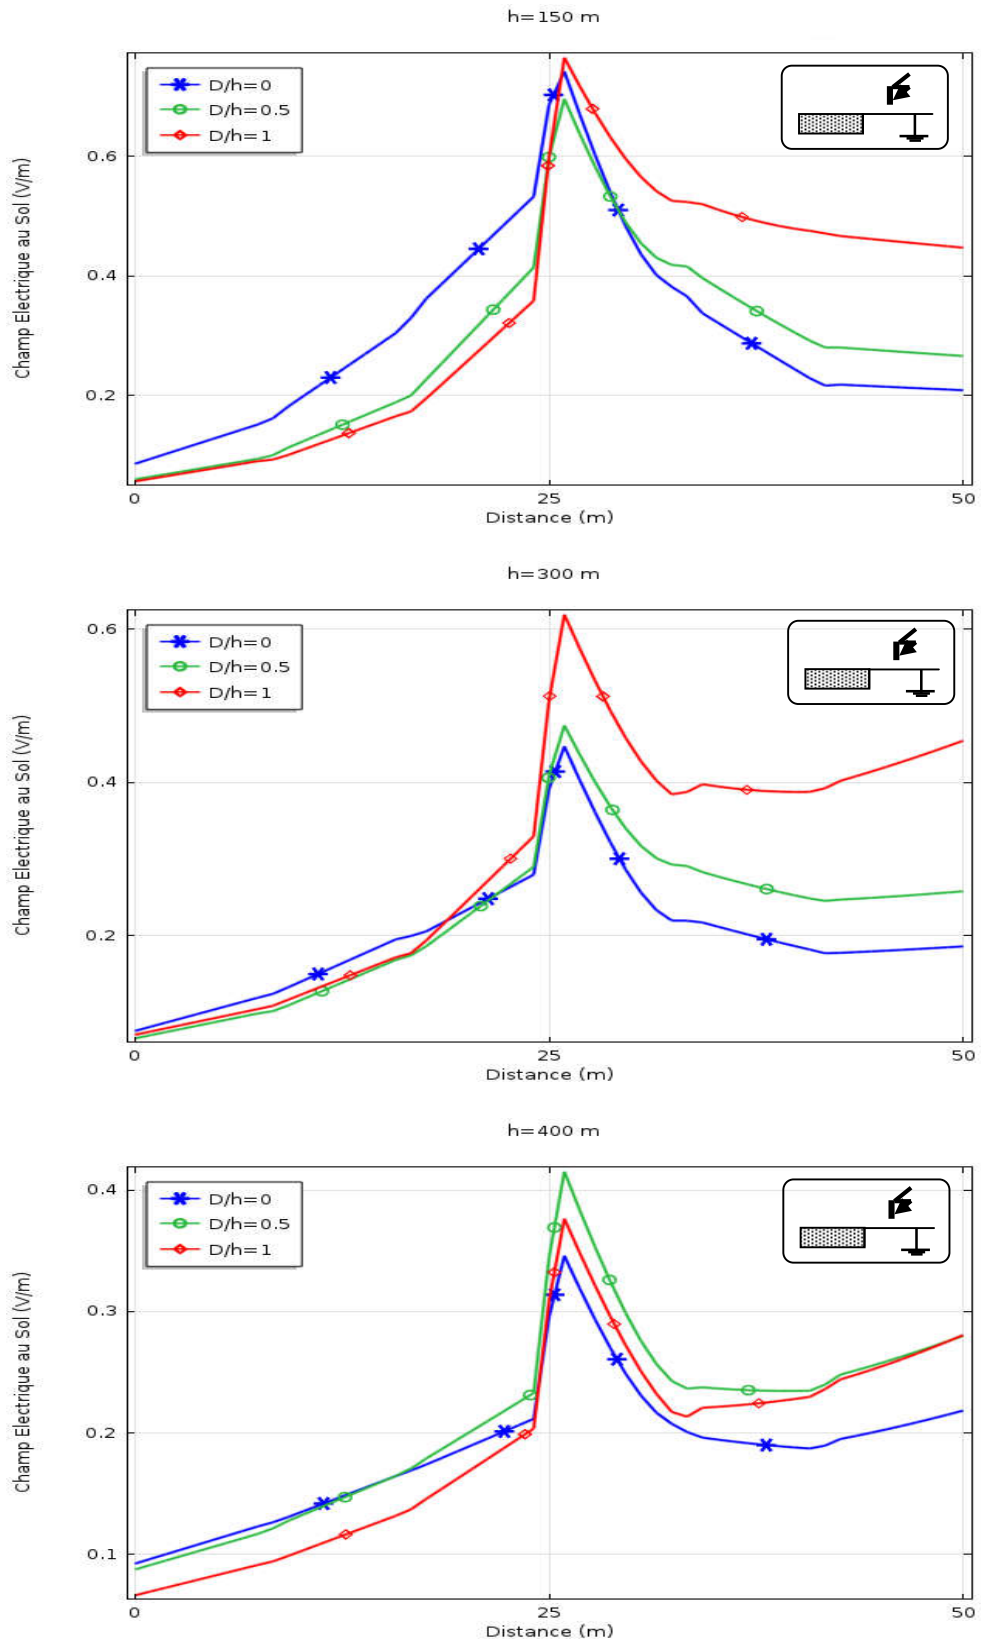 h=150 m
D/h=0
D/h=0.5
D/h=1
Champ Electrique au Sol (V/m)
0.6
0.4
0.2
0
25
50
Distance (m)
h=300 m
D/h=0
D/h=0.5
D/h=1
Champ Electrique au Sol (V/m)
0.6
0.4
0.2
0
25
50
Distance (m)
h=400 m
D/h=0
D/h=0.5
D/h=1
Champ Electrique au Sol (V/m)
0.4
0.3
0.2
0.1
0
25
50
Distance (m)